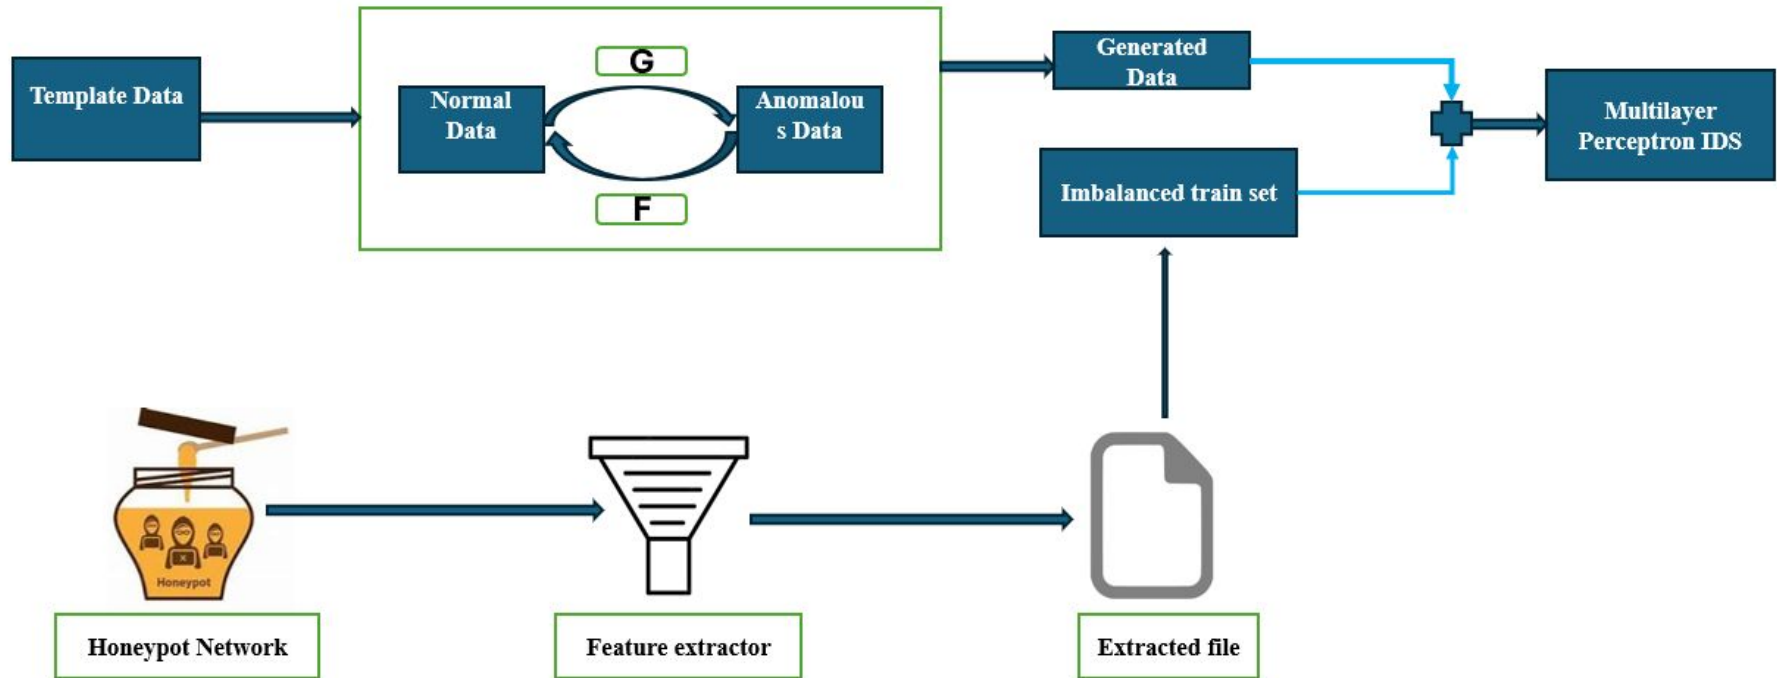 Template Data
G
Normal
Data
Anomalou
s Data
F
Generated
Data
Imbalanced train set
Multilayer
Perceptron IDS
X
Honeypot
Honeypot Network
Feature extractor
Extracted file